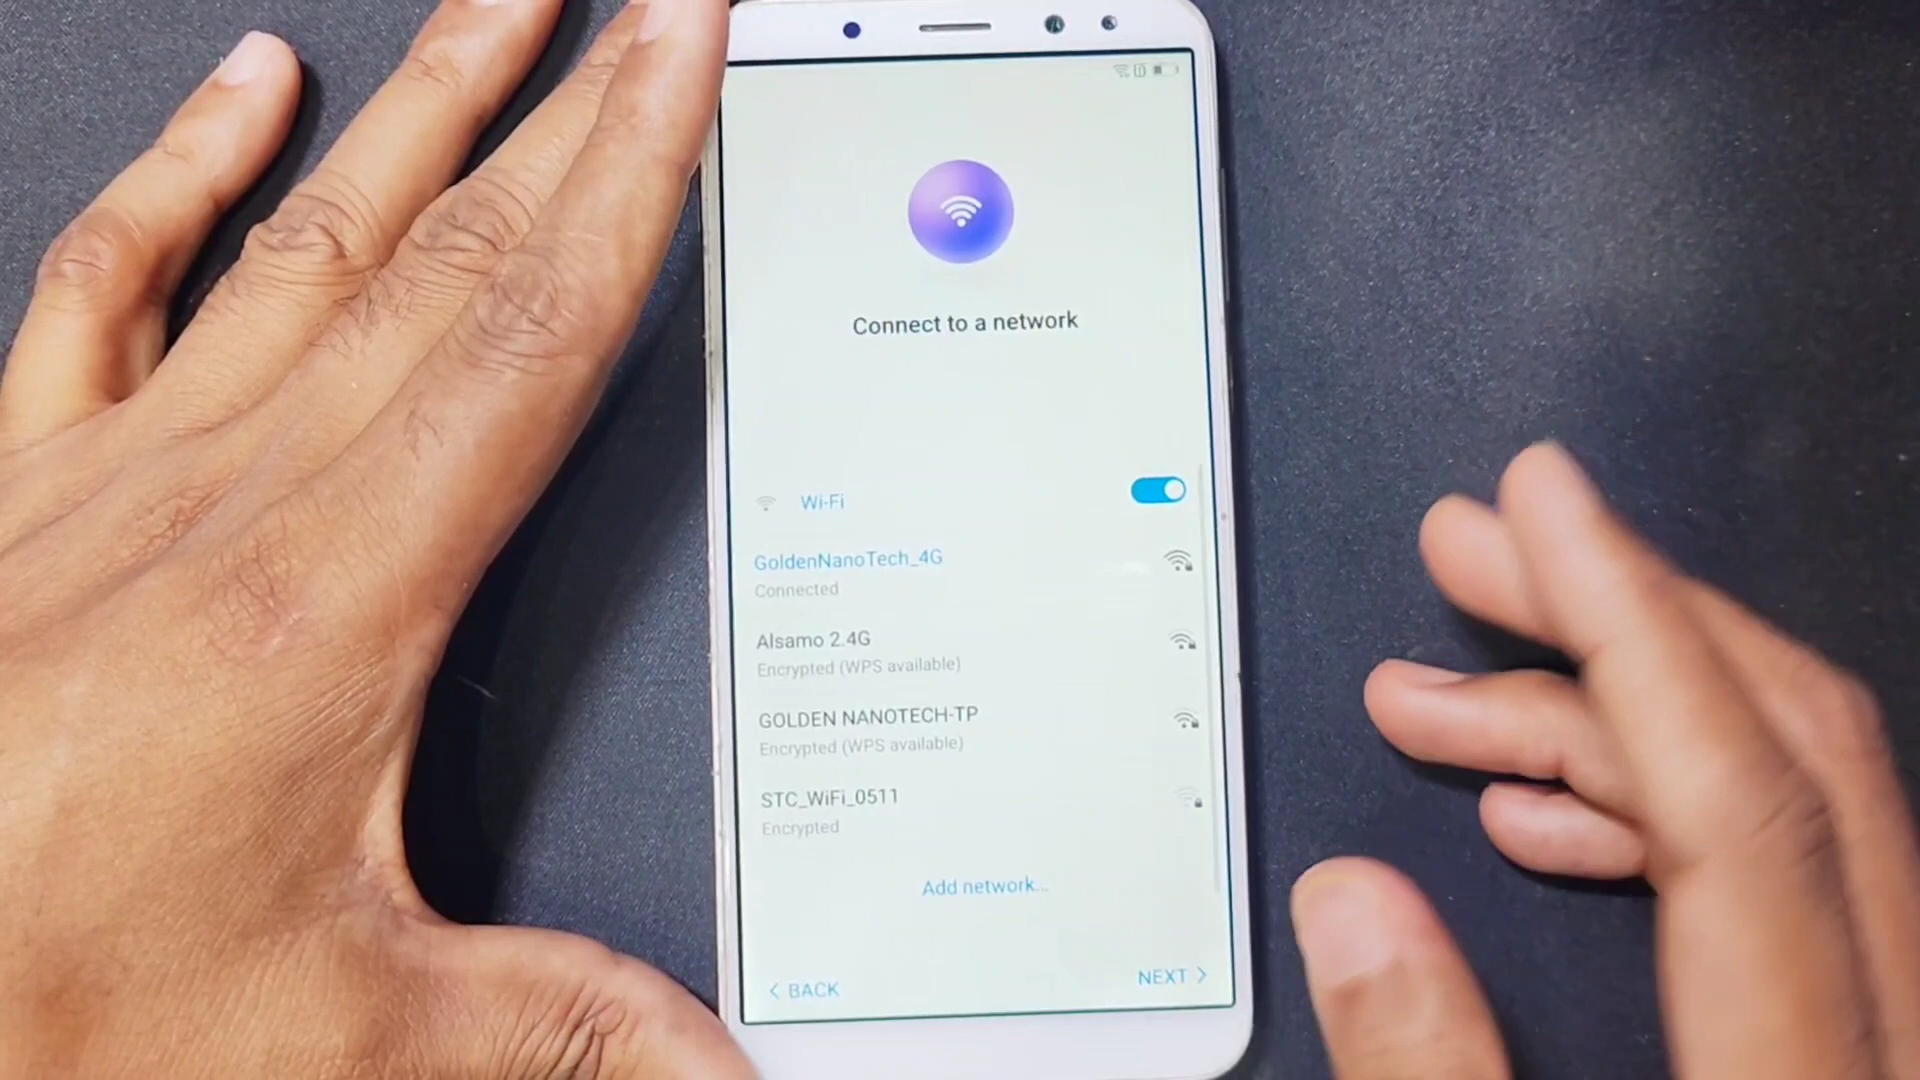 Connect to a network
Wi-Fi
GoldenNanoTech_4G
Connected
Alsamo 2.4G
Encrypted (WPS available)
GOLDEN NANOTECH-TP
Encrypted (WPS available)
STC_WiFi_0511
Encrypted
Add network...
< BACK
NEXT >